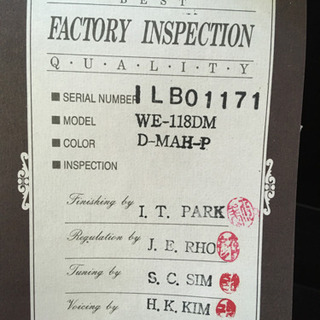 BEST
FACTORY INSPECTION
Q·U·A·L·I·T·Y
■ SERIAL NUMBER ILB01171
■ MODEL WE-118DM
■ COLOR D-MAH-P
■ INSPECTION
Finishing by I. T. PARK
Regulation by J. E. RHO
Tuning by S. C. SIM
Voicing by H. K. KIM